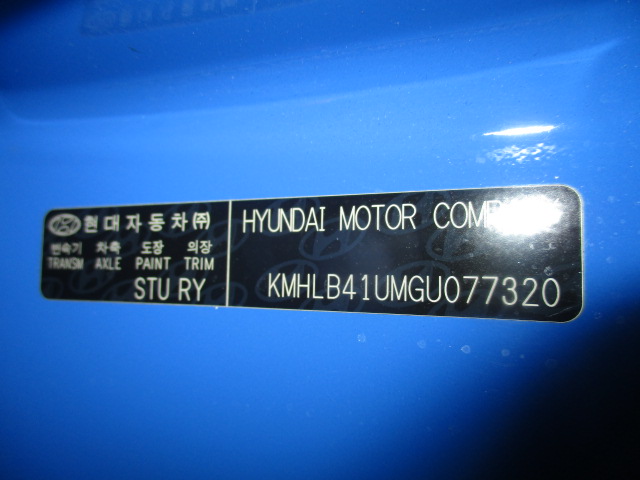 현대자동차(주)
변속기 차축 도장 의장
TRANSM AXLE PAINT TRIM
STU RY
HYUNDAI MOTOR COMPANY
KMHLB41UMGU077320